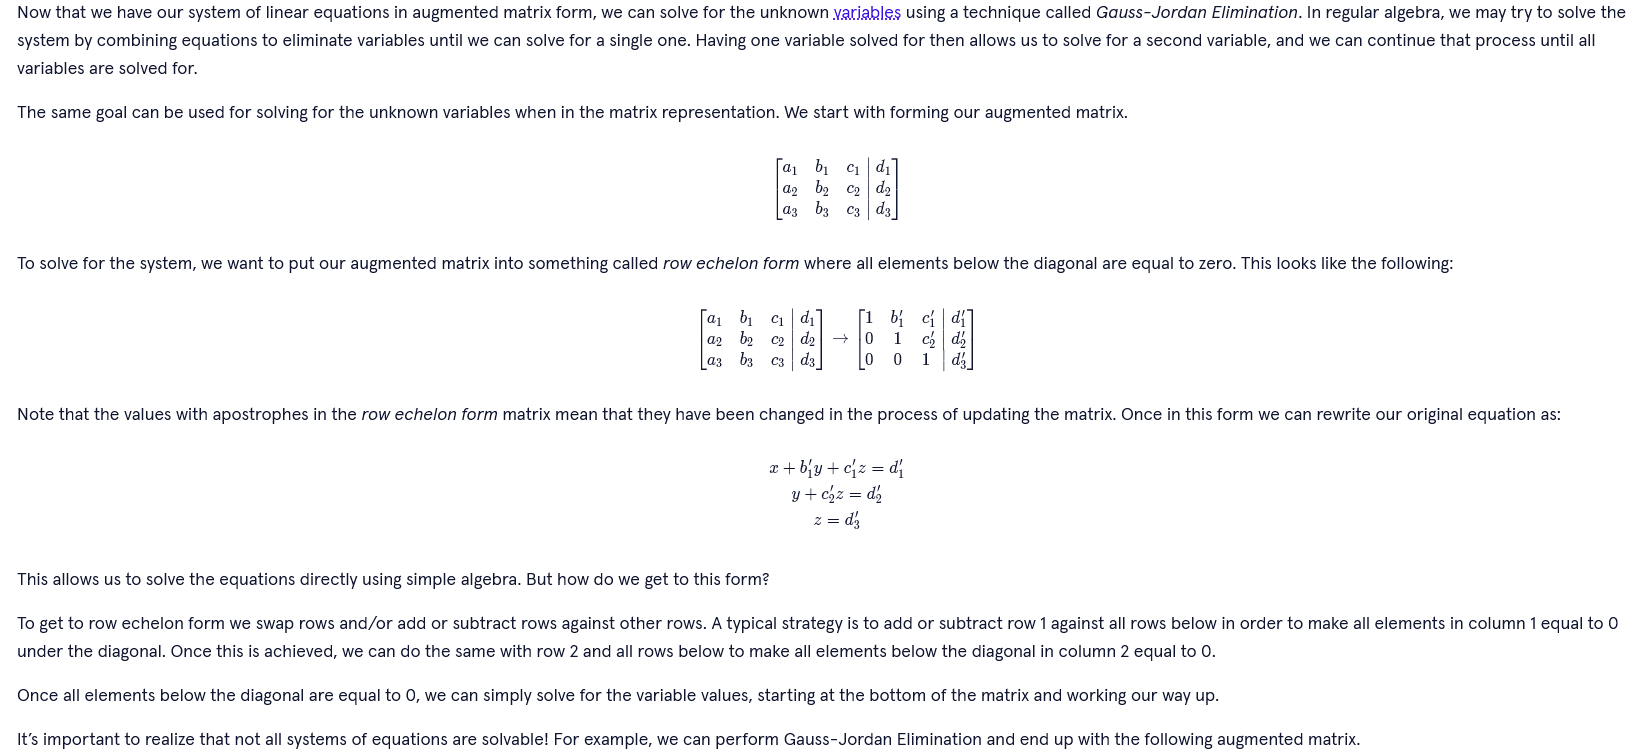 Now that we have our system of linear equations in augmented matrix form, we can solve for the unknown variables using a technique called Gauss-Jordan Elimination. In regular algebra, we may try to solve the
system by combining equations to eliminate variables until we can solve for a single one. Having one variable solved for then allows us to solve for a second variable, and we can continue that process until all
variables are solved for.
The same goal can be used for solving for the unknown variables when in the matrix representation. We start with forming our augmented matrix.
[a₁ b₁ c₁ | d₁]
[a₂ b₂ c₂ | d₂]
[a₃ b₃ c₃ | d₃]
To solve for the system, we want to put our augmented matrix into something called row echelon form where all elements below the diagonal are equal to zero. This looks like the following:
[a₁ b₁ c₁ | d₁] [1 b₁′ c₁′ | d₁′]
[a₂ b₂ c₂ | d₂] → [0 1 c₂′ | d₂′]
[a₃ b₃ c₃ | d₃] [0 0 1 | d₃′]
Note that the values with apostrophes in the row echelon form matrix mean that they have been changed in the process of updating the matrix. Once in this form we can rewrite our original equation as:
x + b₁′y + c₁′z = d₁′
y + c₂′z = d₂′
z = d₃′
This allows us to solve the equations directly using simple algebra. But how do we get to this form?
To get to row echelon form we swap rows and/or add or subtract rows against other rows. A typical strategy is to add or subtract row 1 against all rows below in order to make all elements in column 1 equal to 0
under the diagonal. Once this is achieved, we can do the same with row 2 and all rows below to make all elements below the diagonal in column 2 equal to 0.
Once all elements below the diagonal are equal to 0, we can simply solve for the variable values, starting at the bottom of the matrix and working our way up.
It's important to realize that not all systems of equations are solvable! For example, we can perform Gauss-Jordan Elimination and end up with the following augmented matrix.